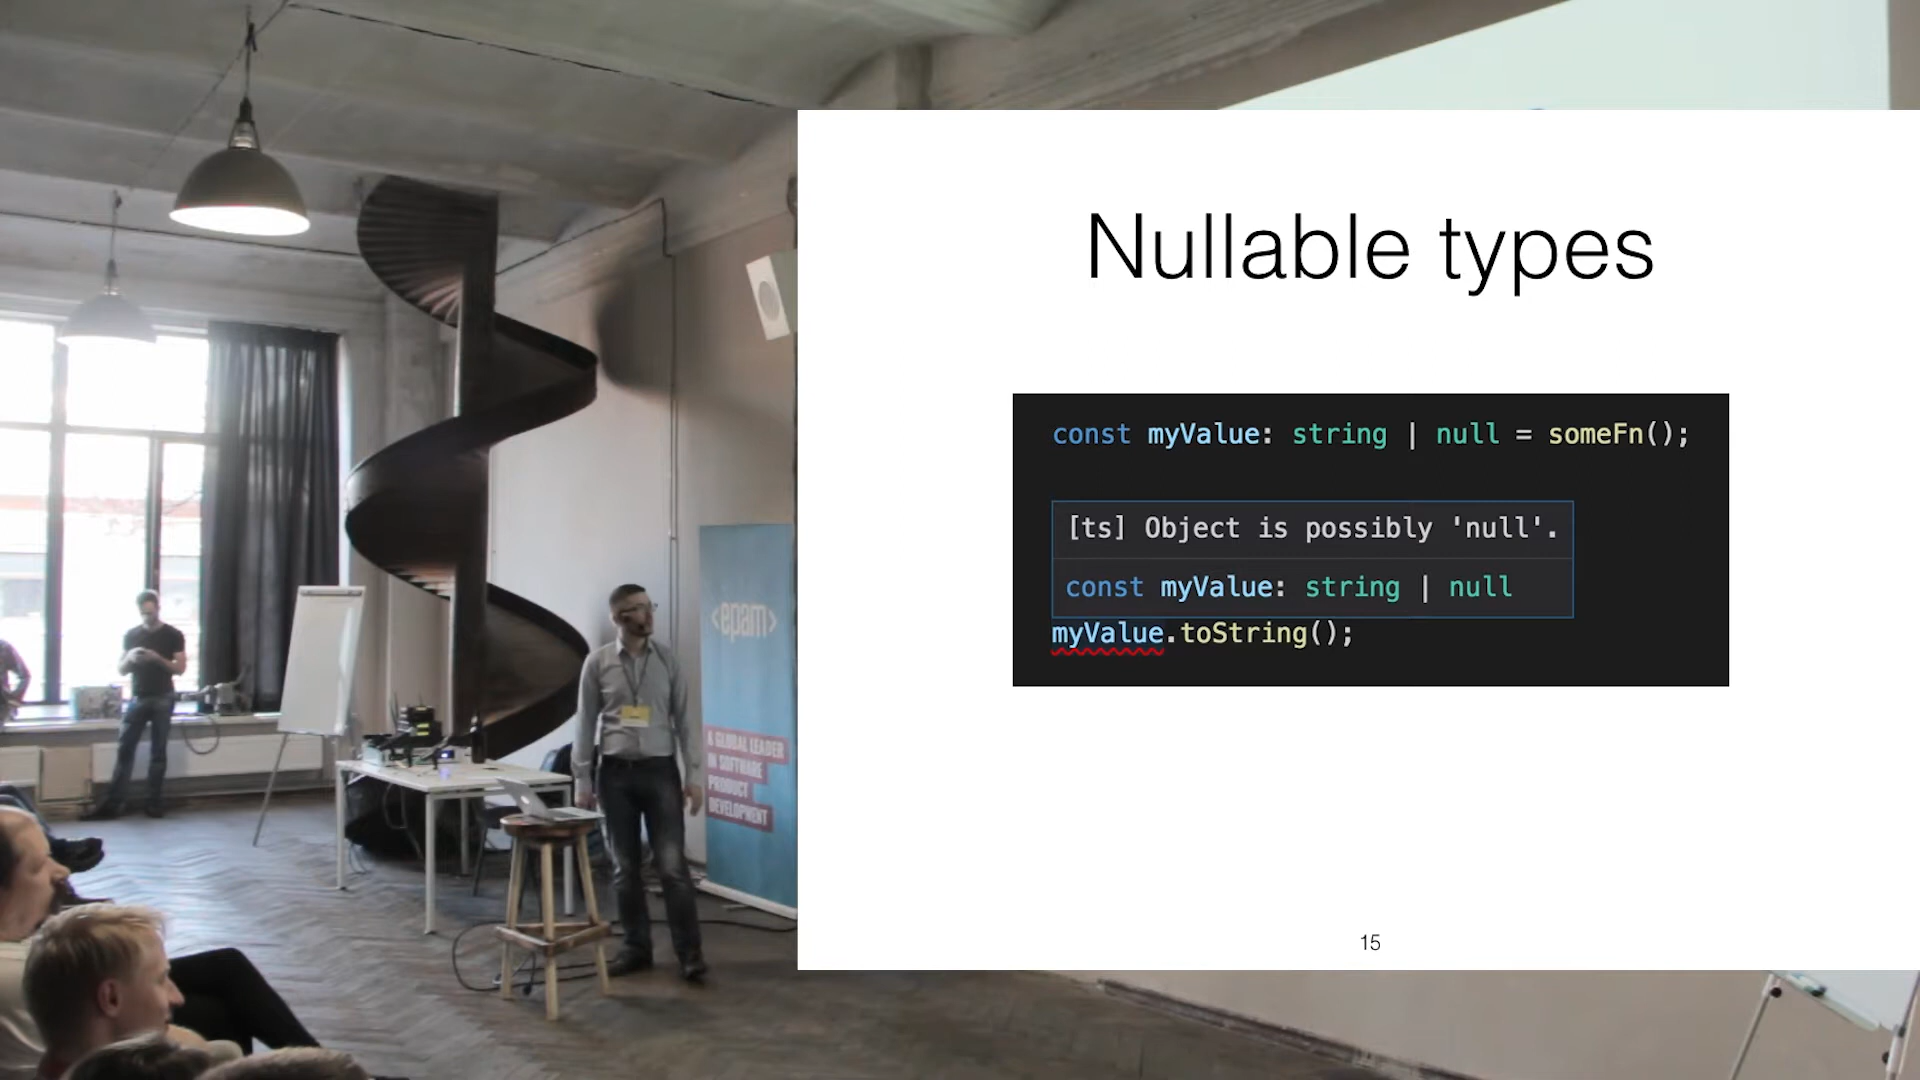 Nullable types
const myValue: string | null = someFn();
[ts] Object is possibly 'null'.
const myValue: string | null
myValue.toString();
15
<epam>
A GLOBAL LEADER
IN SOFTWARE
PRODUCT
DEVELOPMENT